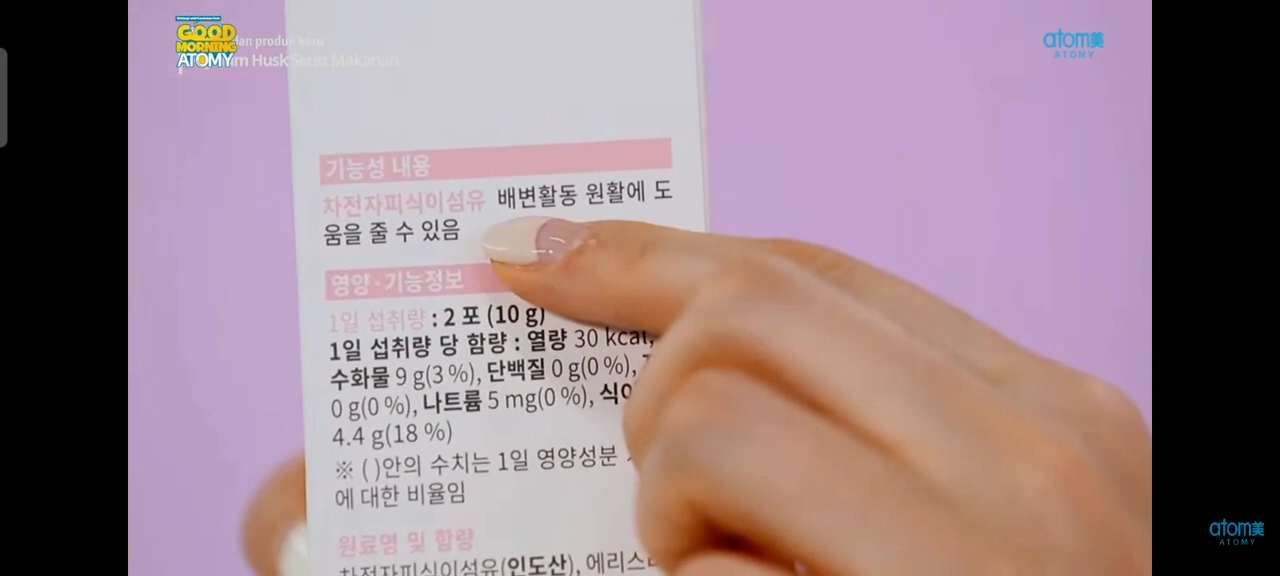 GOOD
MORNING
ATOMY
dan produk baru
Husk Serat Makanan
atom美
ATOMY
기능성 내용
차전자피식이섬유 배변활동 원활에 도
움을 줄 수 있음
영양·기능정보
1일 섭취량 : 2 포 (10 g)
1일 섭취량 당 함량 : 열량 30 kcal,
수화물 9 g(3 %), 단백질 0 g(0 %),
0 g(0 %), 나트륨 5 mg(0 %),
4.4 g(18 %)
※ ( )안의 수치는 1일 영양성분
에 대한 비율임
원료명 및 함량
차전자피식이섬유(인도산),
atom美
ATOMY